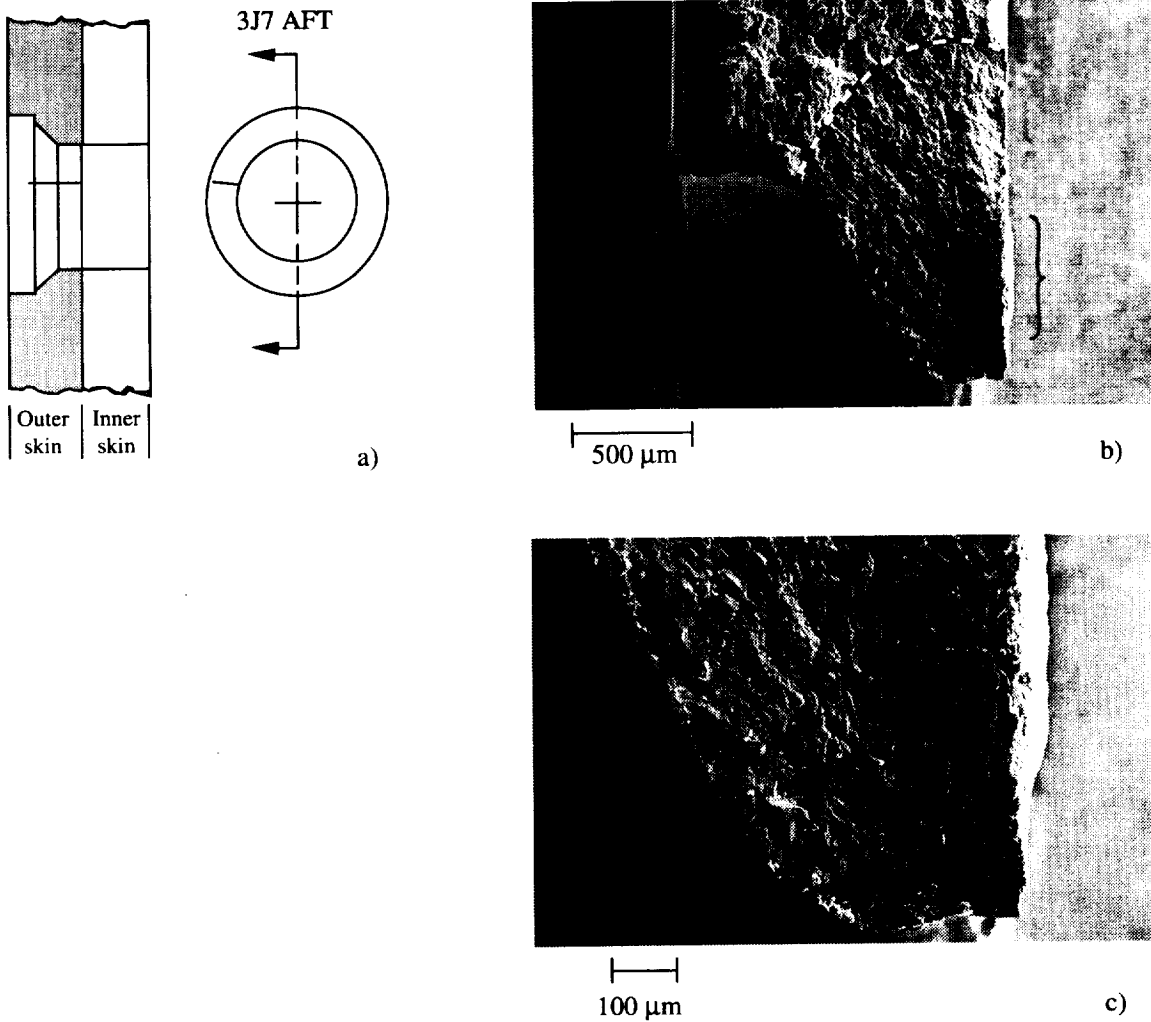 3J7 AFT
Outer
skin
Inner
skin
a)
500 μm
b)
100 μm
c)